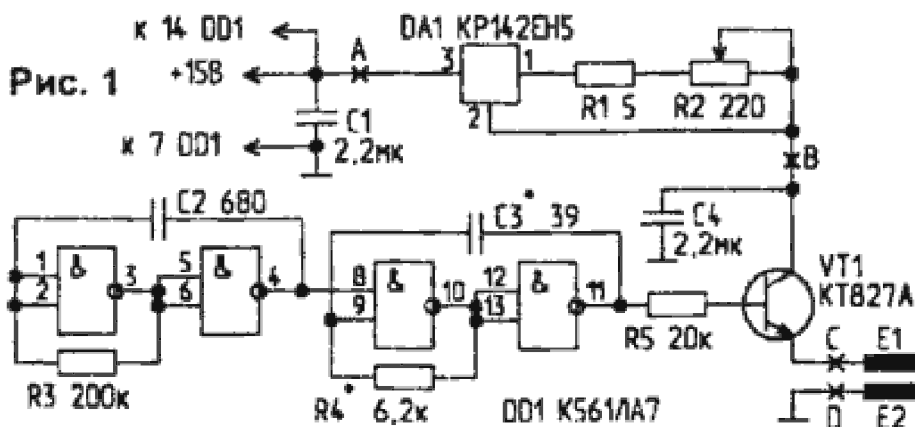 Рис. 1
к 14 DD1
+15В
к 7 DD1
A
C1
2,2мк
DA1 КР142ЕН5
3
1
2
R1 5
R2 220
B
C2 680
C3* 39
C4
2,2мк
1
2
&
3
5
6
&
4
8
9
&
10
12
13
&
11
R3 200к
R4* 6,2к
DD1 К561ЛА7
R5 20к
VT1
КТ827А
C
E1
D
E2